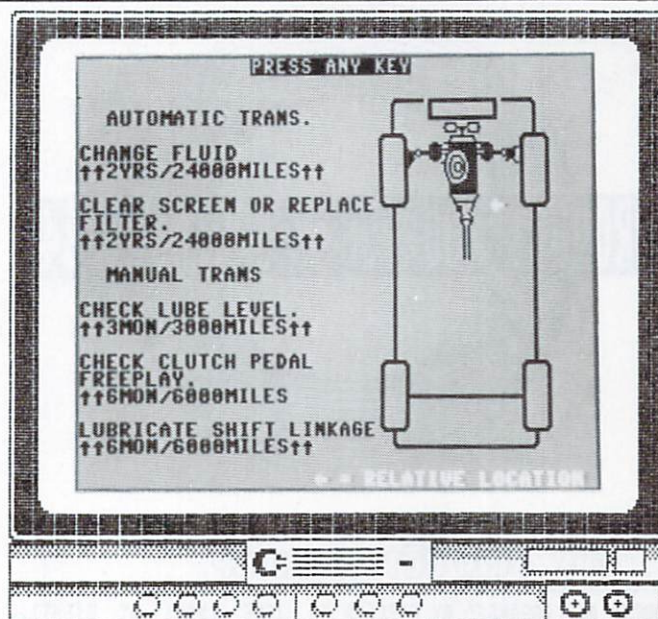 PRESS ANY KEY
AUTOMATIC TRANS.
CHANGE FLUID
↑↑2YRS/24000MILES↑↑
CLEAR SCREEN OR REPLACE
FILTER.
↑↑2YRS/24000MILES↑↑
MANUAL TRANS
CHECK LUBE LEVEL.
↑↑3MON/3000MILES↑↑
CHECK CLUTCH PEDAL
FREEPLAY.
↑↑6MON/6000MILES
LUBRICATE SHIFT LINKAGE
↑↑6MON/6000MILES↑↑
= RELATIVE LOCATION